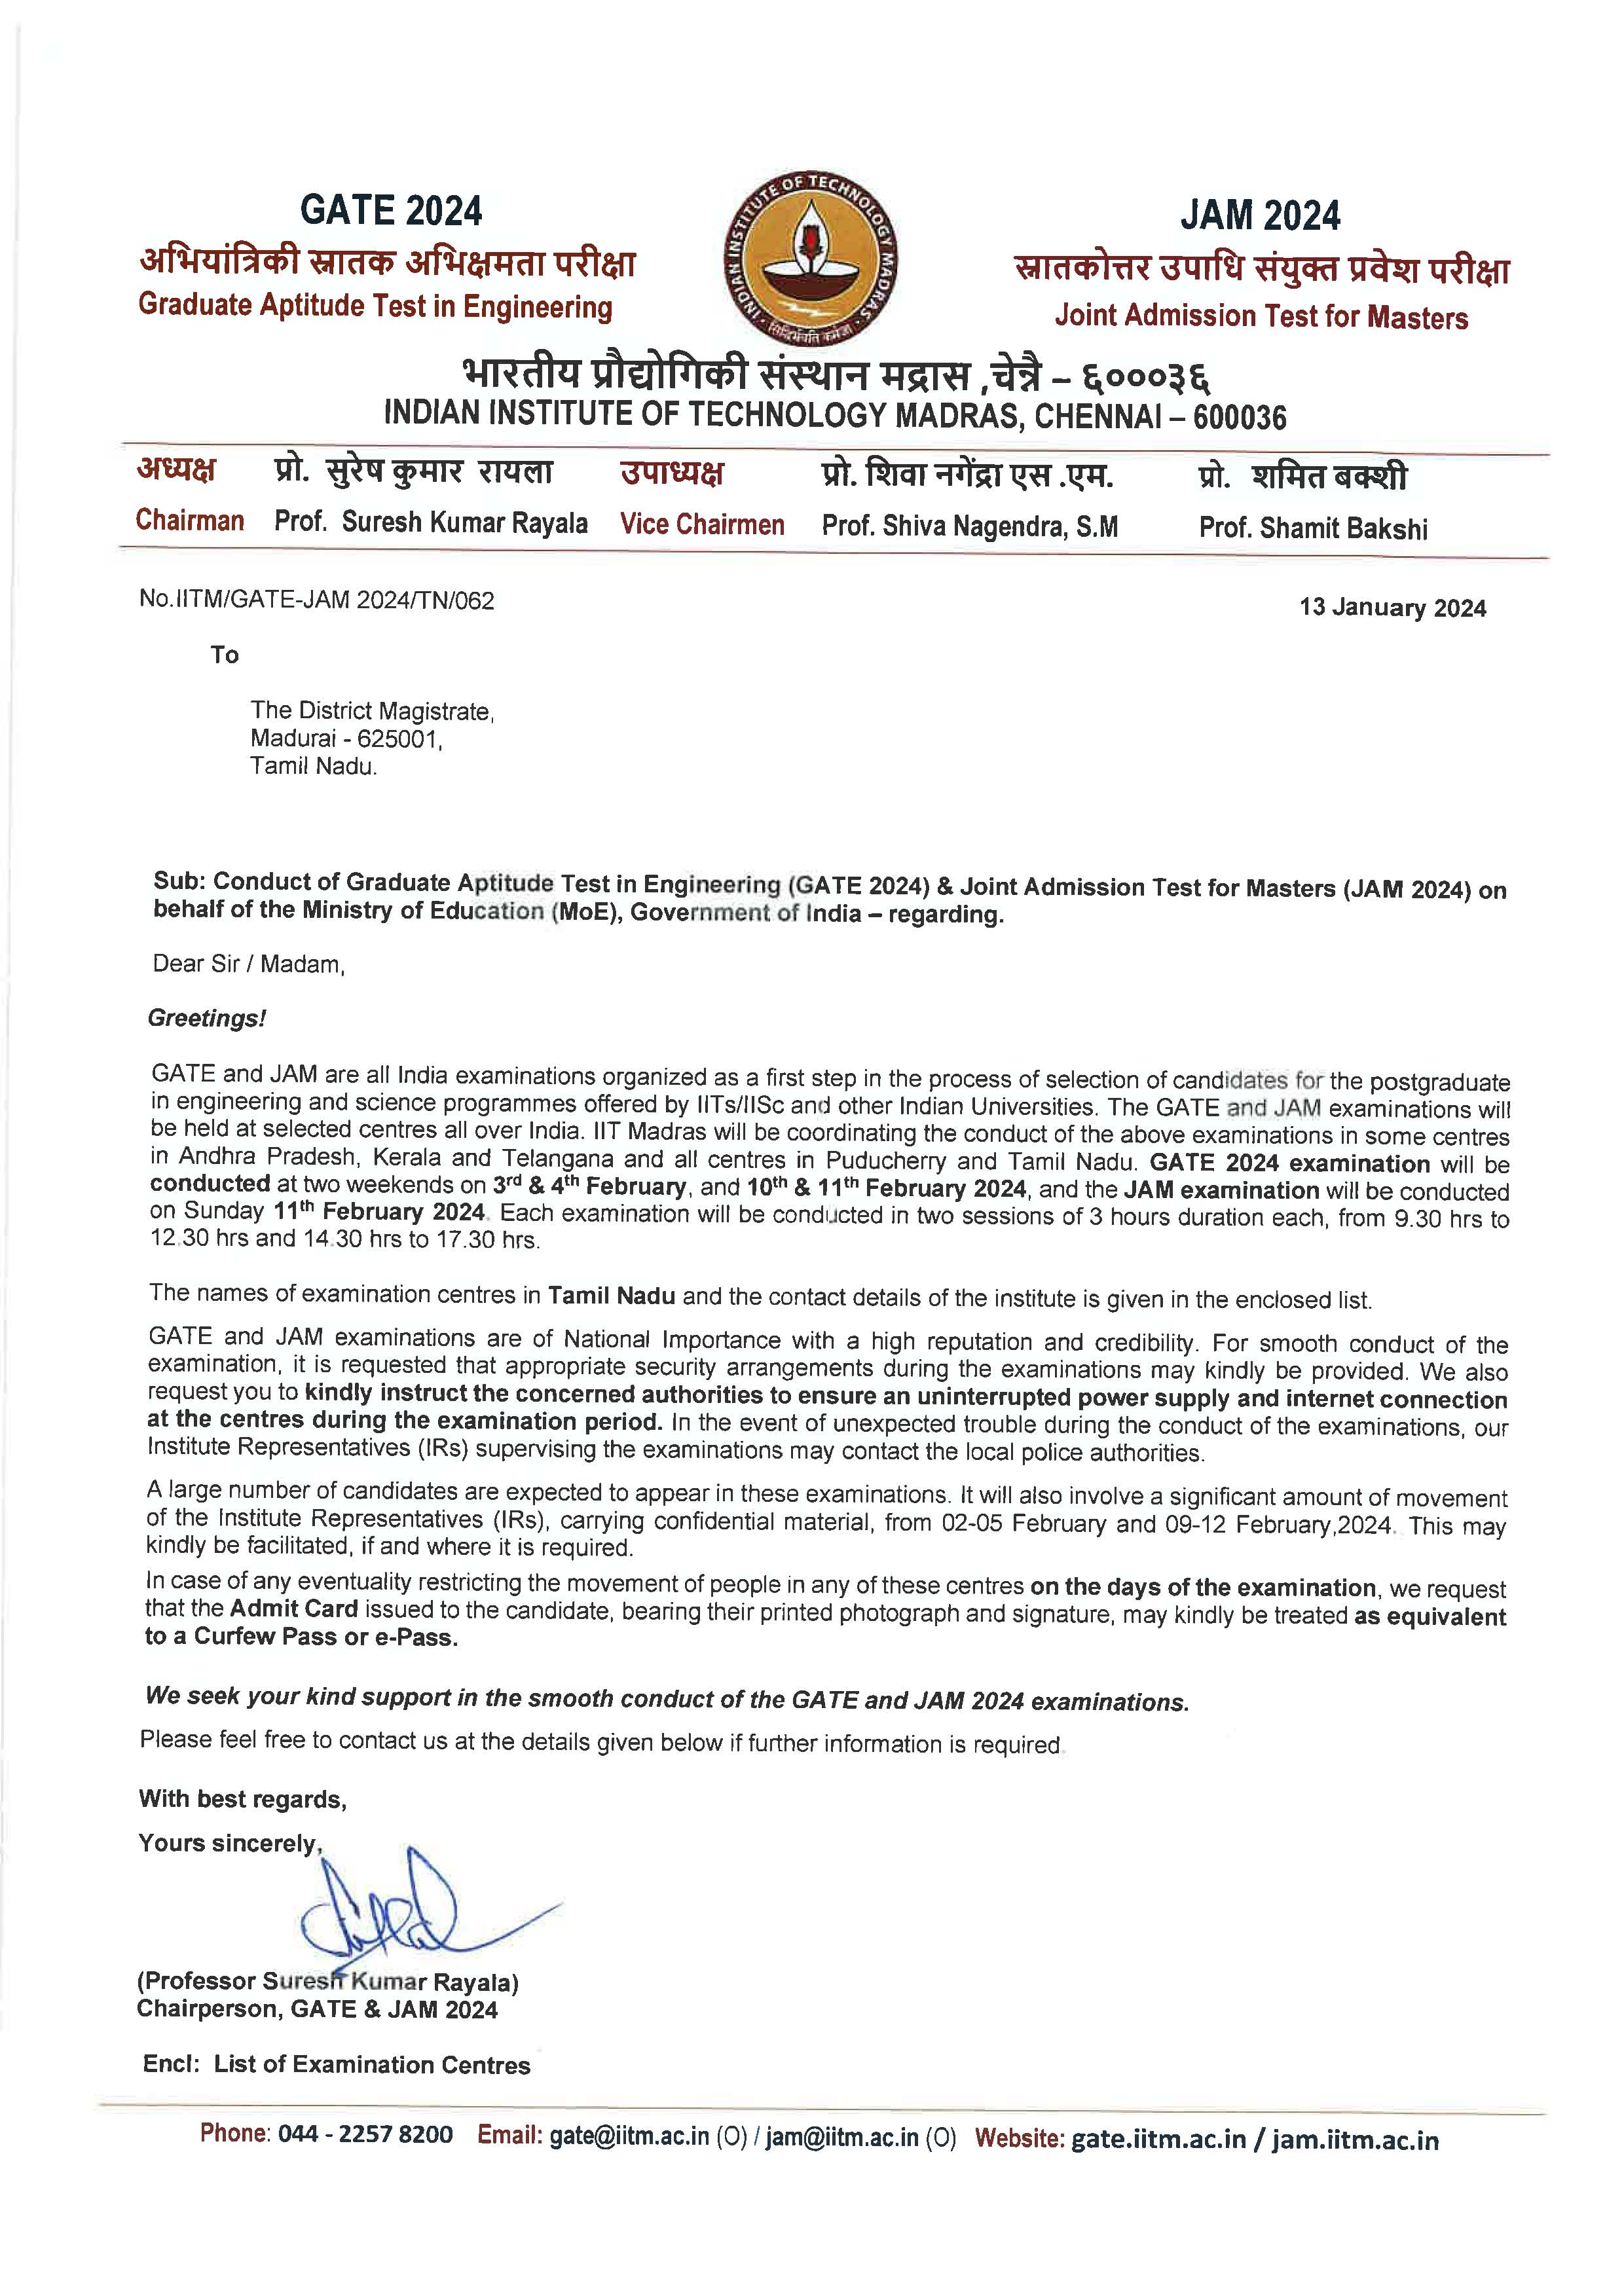 GATE 2024
अभियांत्रिकी स्नातक अभिक्षमता परीक्षा
Graduate Aptitude Test in Engineering
INDIAN INSTITUTE OF TECHNOLOGY MADRAS
सिद्धिर्भवति कर्मजा
JAM 2024
स्नातकोत्तर उपाधि संयुक्त प्रवेश परीक्षा
Joint Admission Test for Masters
भारतीय प्रौद्योगिकी संस्थान मद्रास ,चेन्नै – ६०००३६
INDIAN INSTITUTE OF TECHNOLOGY MADRAS, CHENNAI – 600036
अध्यक्ष प्रो. सुरेष कुमार रायला उपाध्यक्ष प्रो. शिवा नगेंद्रा एस .एम. प्रो. शमित बक्शी
Chairman Prof. Suresh Kumar Rayala Vice Chairmen Prof. Shiva Nagendra, S.M Prof. Shamit Bakshi
No.IITM/GATE-JAM 2024/TN/062 13 January 2024
To
The District Magistrate,
Madurai - 625001,
Tamil Nadu.
Sub: Conduct of Graduate Aptitude Test in Engineering (GATE 2024) & Joint Admission Test for Masters (JAM 2024) on
behalf of the Ministry of Education (MoE), Government of India – regarding.
Dear Sir / Madam,
Greetings!
GATE and JAM are all India examinations organized as a first step in the process of selection of candidates for the postgraduate
in engineering and science programmes offered by IITs/IISc and other Indian Universities. The GATE and JAM examinations will
be held at selected centres all over India. IIT Madras will be coordinating the conduct of the above examinations in some centres
in Andhra Pradesh, Kerala and Telangana and all centres in Puducherry and Tamil Nadu. GATE 2024 examination will be
conducted at two weekends on 3rd & 4th February, and 10th & 11th February 2024, and the JAM examination will be conducted
on Sunday 11th February 2024. Each examination will be conducted in two sessions of 3 hours duration each, from 9.30 hrs to
12.30 hrs and 14.30 hrs to 17.30 hrs.
The names of examination centres in Tamil Nadu and the contact details of the institute is given in the enclosed list.
GATE and JAM examinations are of National Importance with a high reputation and credibility. For smooth conduct of the
examination, it is requested that appropriate security arrangements during the examinations may kindly be provided. We also
request you to kindly instruct the concerned authorities to ensure an uninterrupted power supply and internet connection
at the centres during the examination period. In the event of unexpected trouble during the conduct of the examinations, our
Institute Representatives (IRs) supervising the examinations may contact the local police authorities.
A large number of candidates are expected to appear in these examinations. It will also involve a significant amount of movement
of the Institute Representatives (IRs), carrying confidential material, from 02-05 February and 09-12 February,2024. This may
kindly be facilitated, if and where it is required.
In case of any eventuality restricting the movement of people in any of these centres on the days of the examination, we request
that the Admit Card issued to the candidate, bearing their printed photograph and signature, may kindly be treated as equivalent
to a Curfew Pass or e-Pass.
We seek your kind support in the smooth conduct of the GATE and JAM 2024 examinations.
Please feel free to contact us at the details given below if further information is required.
With best regards,
Yours sincerely,
(Professor Suresh Kumar Rayala)
Chairperson, GATE & JAM 2024
Encl: List of Examination Centres
Phone: 044 - 2257 8200 Email: gate@iitm.ac.in (O) / jam@iitm.ac.in (O) Website: gate.iitm.ac.in / jam.iitm.ac.in